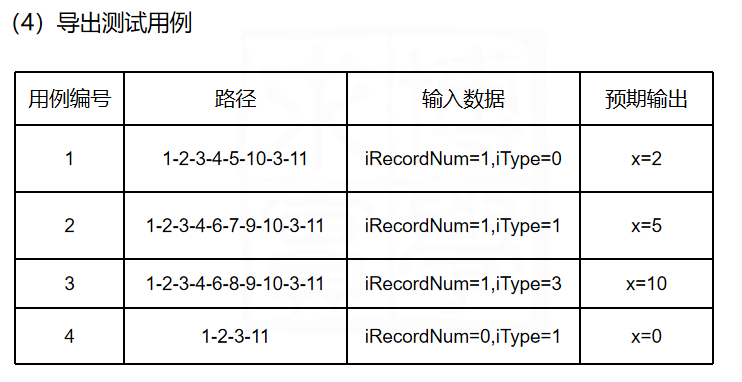 （4）导出测试用例
用例编号 路径 输入数据 预期输出
1 1-2-3-4-5-10-3-11 iRecordNum=1,iType=0 x=2
2 1-2-3-4-6-7-9-10-3-11 iRecordNum=1,iType=1 x=5
3 1-2-3-4-6-8-9-10-3-11 iRecordNum=1,iType=3 x=10
4 1-2-3-11 iRecordNum=0,iType=1 x=0